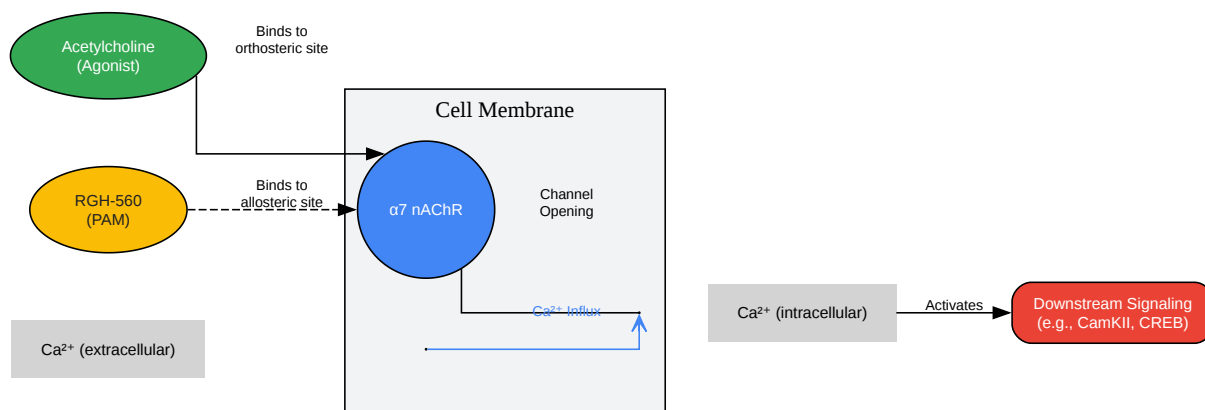 Acetylcholine
(Agonist)
Binds to
orthosteric site
Cell Membrane
RGH-560
(PAM)
Binds to
allosteric site
α7 nAChR
Channel
Opening
Ca²⁺ Influx
Ca²⁺ (extracellular)
Ca²⁺ (intracellular)
Activates
Downstream Signaling
(e.g., CamKII, CREB)